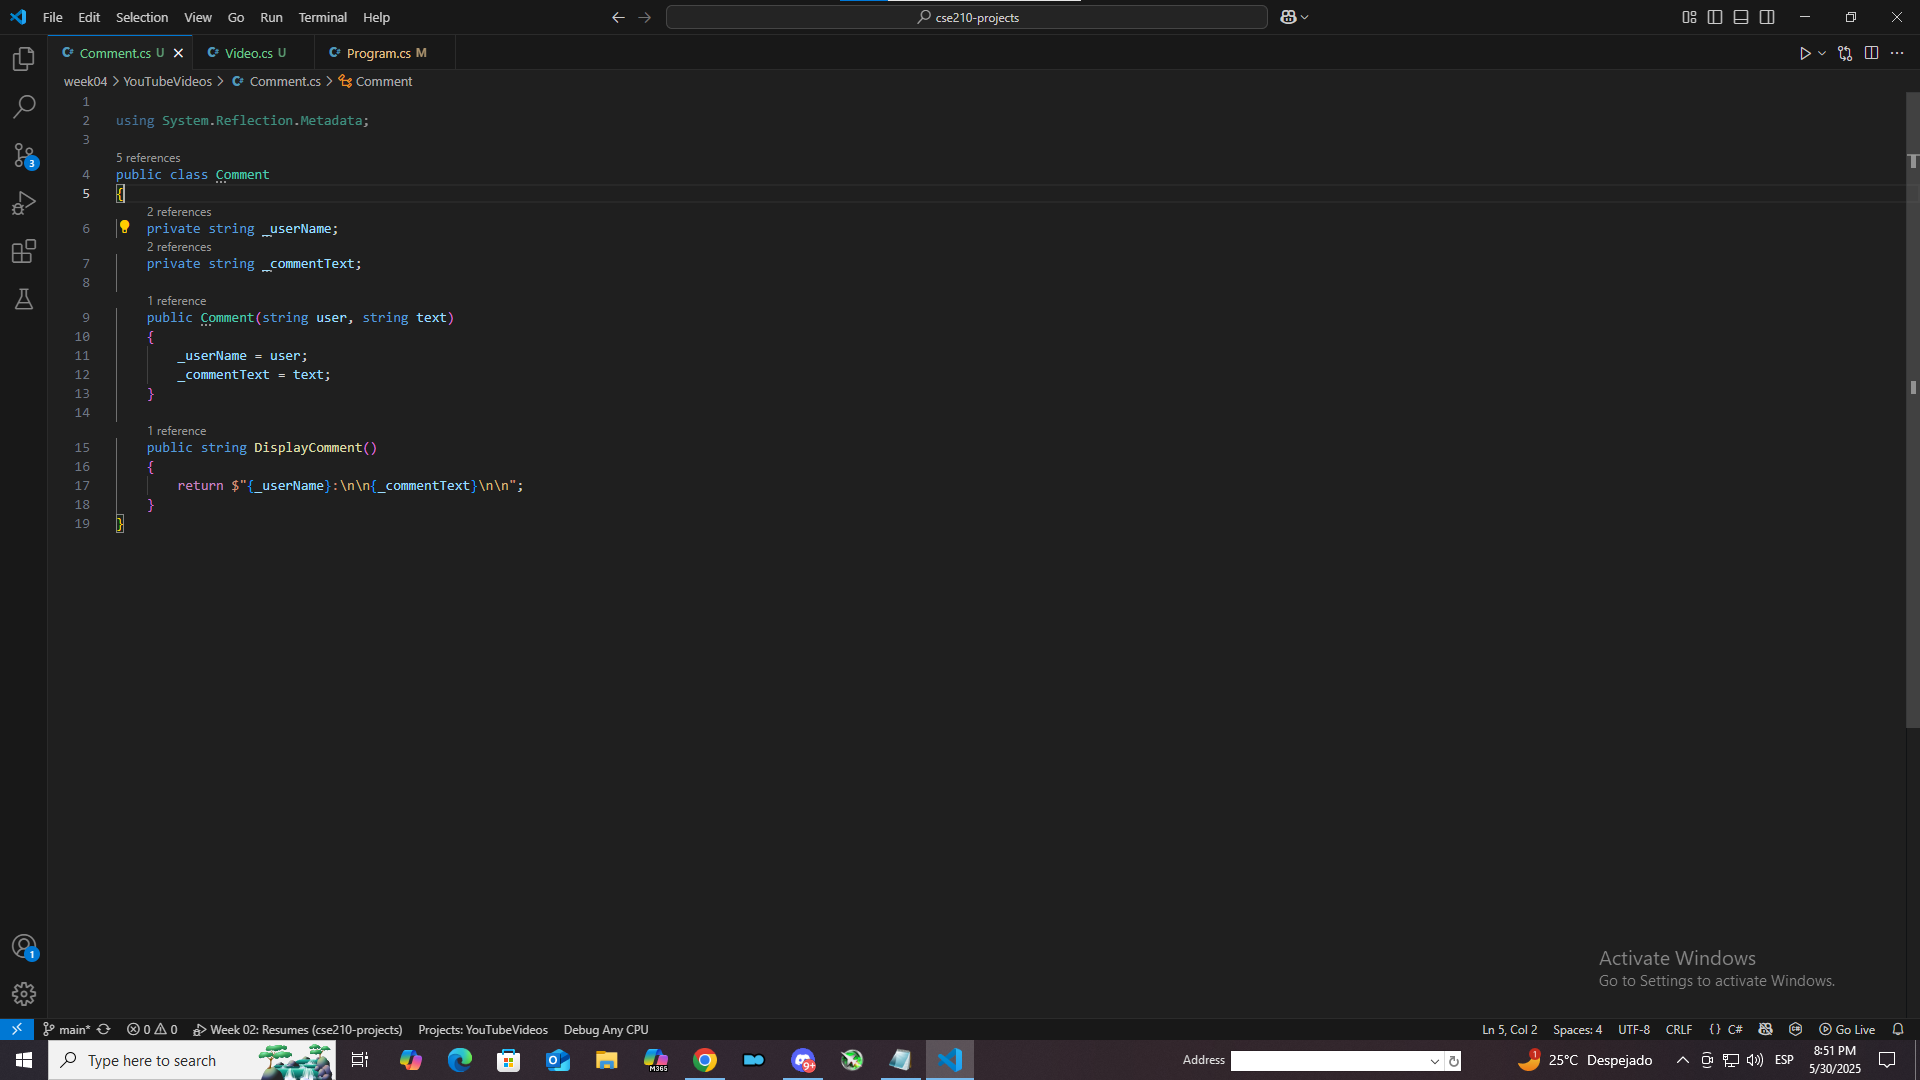 File Edit Selection View Go Run Terminal Help
cse210-projects
Comment.cs U
Video.cs U
Program.cs M
week04 > YouTubeVideos > Comment.cs > Comment
1
2 using System.Reflection.Metadata;
3
5 references
4 public class Comment
5 {
2 references
6 private string _userName;
2 references
7 private string _commentText;
8
1 reference
9 public Comment(string user, string text)
10 {
11 _userName = user;
12 _commentText = text;
13 }
14
1 reference
15 public string DisplayComment()
16 {
17 return $"{_userName}:\n\n{_commentText}\n\n";
18 }
19 }
3
1
Activate Windows
Go to Settings to activate Windows.
main* 0 0 Week 02: Resumes (cse210-projects) Projects: YouTubeVideos Debug Any CPU
Ln 5, Col 2 Spaces: 4 UTF-8 CRLF {} C# Go Live
Type here to search
M365
9+
Address
1
25°C Despejado
ESP
8:51 PM
5/30/2025